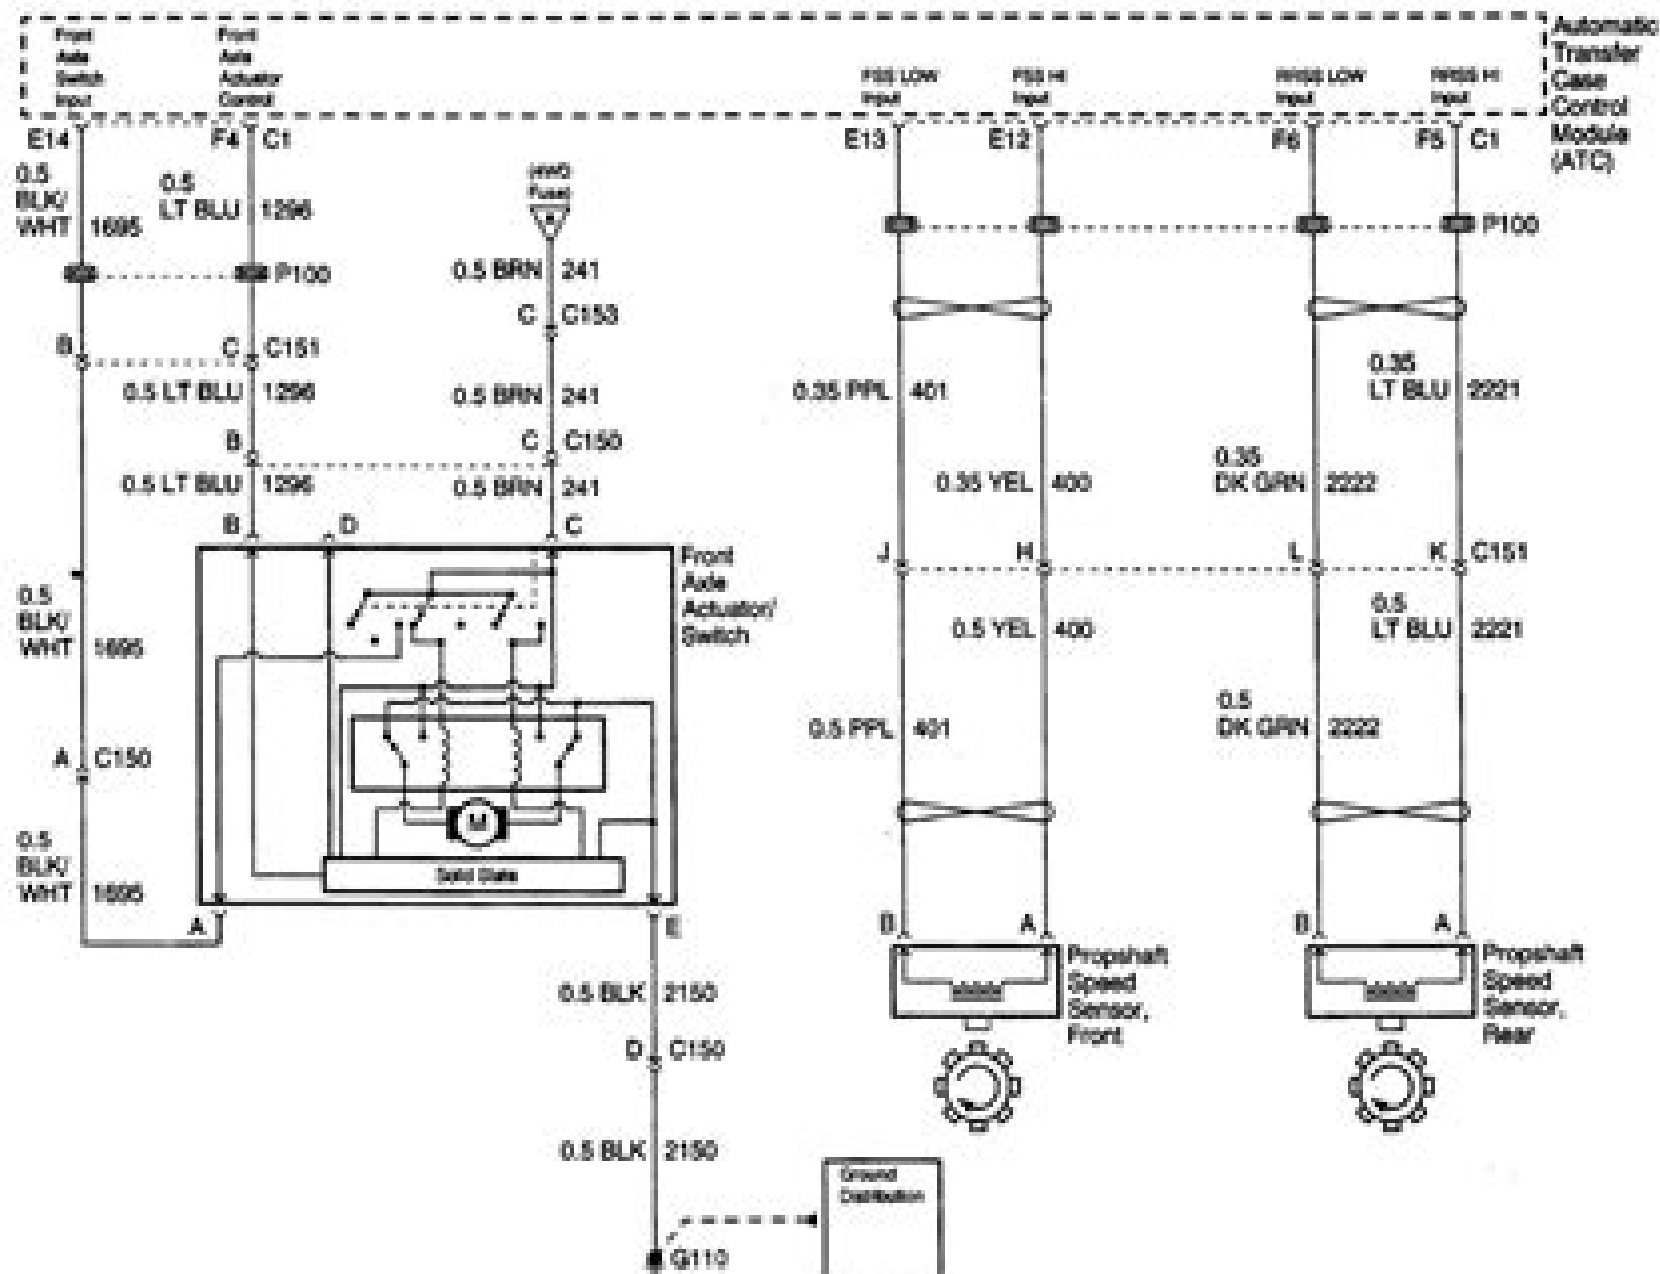 Front
Axle
Switch
Input
Front
Axle
Actuator
Control
FSS LOW
Input
FSS HI
Input
RRSS LOW
Input
RRSS HI
Input
Automatic
Transfer
Case
Control
Module
(ATC)
E14
F4
C1
E13
E12
F6
F5
C1
0.5
BLK/
WHT
1695
0.5
LT BLU
1296
(4WD
Fuse)
P100
P100
0.5 BRN
241
C
C153
B
C
C151
0.5 LT BLU
1296
0.5 BRN
241
0.35 PPL
401
0.35
LT BLU
2221
B
C
C150
0.5 LT BLU
1296
0.5 BRN
241
0.35 YEL
400
0.35
DK GRN
2222
B
D
C
Front
Axle
Actuator/
Switch
J
H
L
K
C151
0.5
BLK/
WHT
1695
0.5 YEL
400
0.5
LT BLU
2221
0.5 PPL
401
0.5
DK GRN
2222
A
C150
M
Solid State
0.5
BLK/
WHT
1695
A
E
B
A
B
A
Propshaft
Speed
Sensor,
Front
Propshaft
Speed
Sensor,
Rear
0.5 BLK
2150
D
C150
0.5 BLK
2150
Ground
Distribution
G110